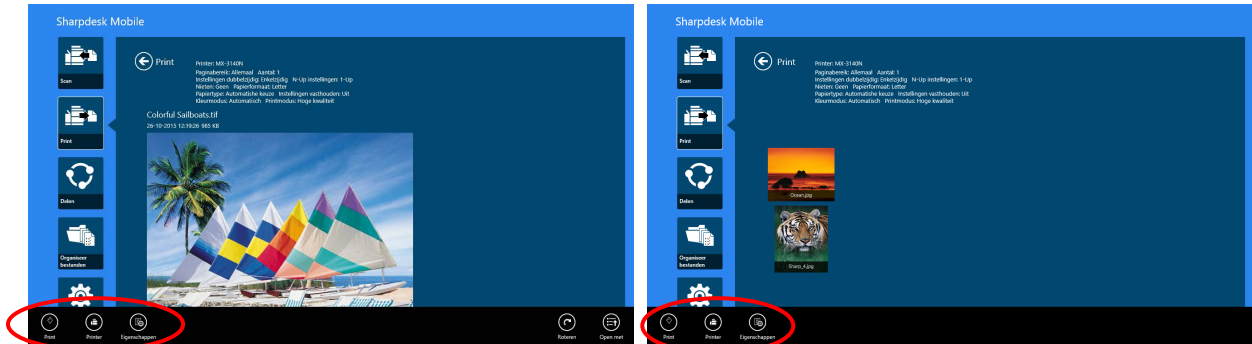 Sharpdesk Mobile
Scan
Print
Delen
Organiseer
bestanden
Print
Printer: MX-3140N
Paginabereik: Allemaal Aantal: 1
Instellingen dubbelzijdig: Enkelzijdig N-Up instellingen: 1-Up
Nieten: Geen Papierformaat: Letter
Papiertype: Automatishe keuze Instellingen vasthouden: Uit
Kleurmodus: Automatisch Printmodus: Hoge kwaliteit
Colorful Sailboats.tif
26-10-2015 12:19:26 985 KB
Print
Printer
Eigenschappen
Roteren
Open met
Sharpdesk Mobile
Scan
Print
Delen
Organiseer
bestanden
Print
Printer: MX-3140N
Paginabereik: Allemaal Aantal: 1
Instellingen dubbelzijdig: Enkelzijdig N-Up instellingen: 1-Up
Nieten: Geen Papierformaat: Letter
Papiertype: Automatishe keuze Instellingen vasthouden: Uit
Kleurmodus: Automatisch Printmodus: Hoge kwaliteit
Ocean.jpg
Sharp_4.jpg
Print
Printer
Eigenschappen